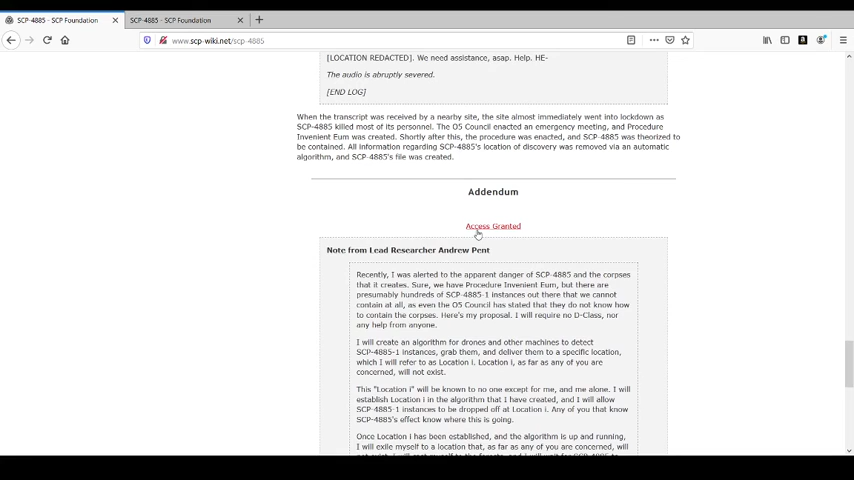 SCP-4885 - SCP Foundation
SCP-4885 - SCP Foundation
www.scp-wiki.net/scp-4885
[LOCATION REDACTED]. We need assistance, asap. Help. HE-
The audio is abruptly severed.
[END LOG]
When the transcript was received by a nearby site, the site almost immediately went into lockdown as
SCP-4885 killed most of its personnel. The O5 Council enacted an emergency meeting, and Procedure
Invenient Eum was created. Shortly after this, the procedure was enacted, and SCP-4885 was theorized to
be contained. All information regarding SCP-4885's location of discovery was removed via an automatic
algorithm, and SCP-4885's file was created.
Addendum
Access Granted
Note from Lead Researcher Andrew Pent
Recently, I was alerted to the apparent danger of SCP-4885 and the corpses
that it creates. Sure, we have Procedure Invenient Eum, but there are
presumably hundreds of SCP-4885-1 instances out there that we cannot
contain at all, as even the O5 Council has stated that they do not know how
to contain the corpses. Here's my proposal. I will require no D-Class, nor
any help from anyone.
I will create an algorithm for drones and other machines to detect
SCP-4885-1 instances, grab them, and deliver them to a specific location,
which I will refer to as Location i. Location i, as far as any of you are
concerned, will not exist.
This "Location i" will be known to no one except for me, and me alone. I will
establish Location i in the algorithm that I have created, and I will allow
SCP-4885-1 instances to be dropped off at Location i. Any of you that know
SCP-4885's effect know where this is going.
Once Location i has been established, and the algorithm is up and running,
I will exile myself to a location that, as far as any of you are concerned, will